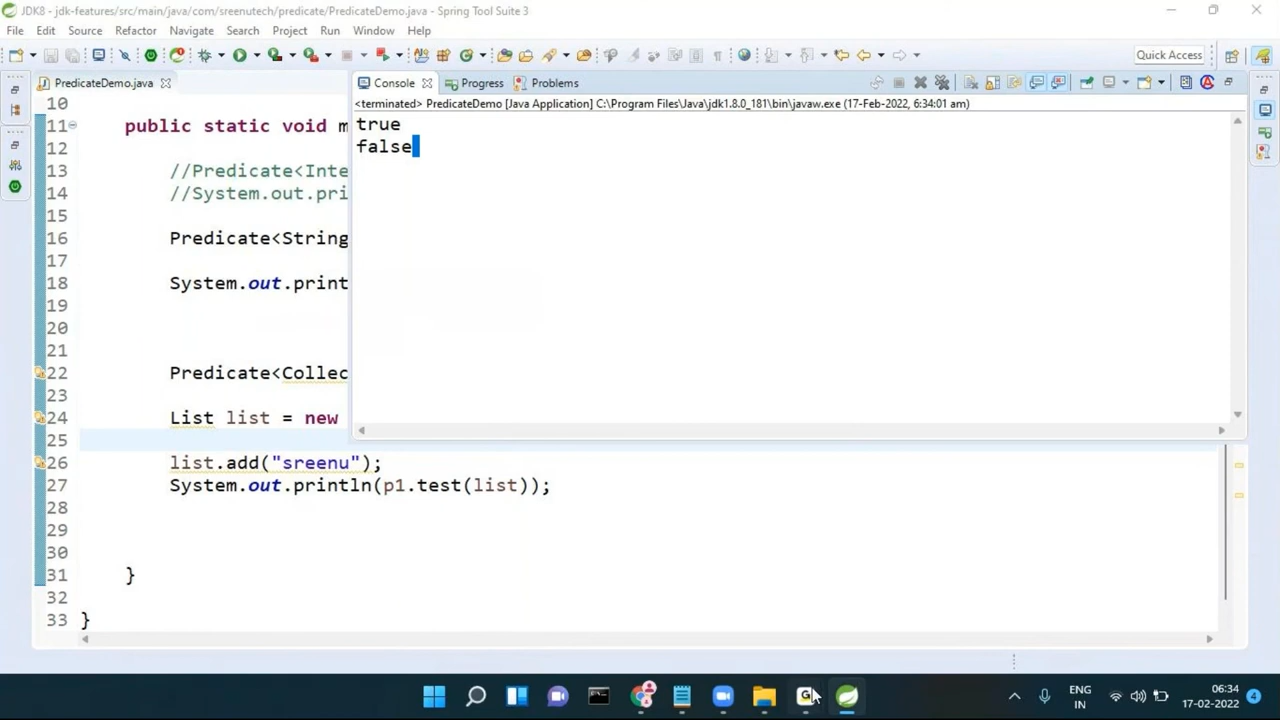 JDK8 - jdk-features/src/main/java/com/sreenutech/predicate/PredicateDemo.java - Spring Tool Suite 3
File Edit Source Refactor Navigate Search Project Run Window Help
Quick Access
PredicateDemo.java
Console Progress Problems
<terminated> PredicateDemo [Java Application] C:\Program Files\Java\jdk1.8.0_181\bin\javaw.exe (17-Feb-2022, 6:34:01 am)
true
false
10
11 public static void m
12
13 //Predicate<Inte
14 //System.out.pri
15
16 Predicate<String
17
18 System.out.print
19
20
21
22 Predicate<Collec
23
24 List list = new
25
26 list.add("sreenu");
27 System.out.println(p1.test(list));
28
29
30
31 }
32
33 }
ENG
IN
06:34
17-02-2022
4